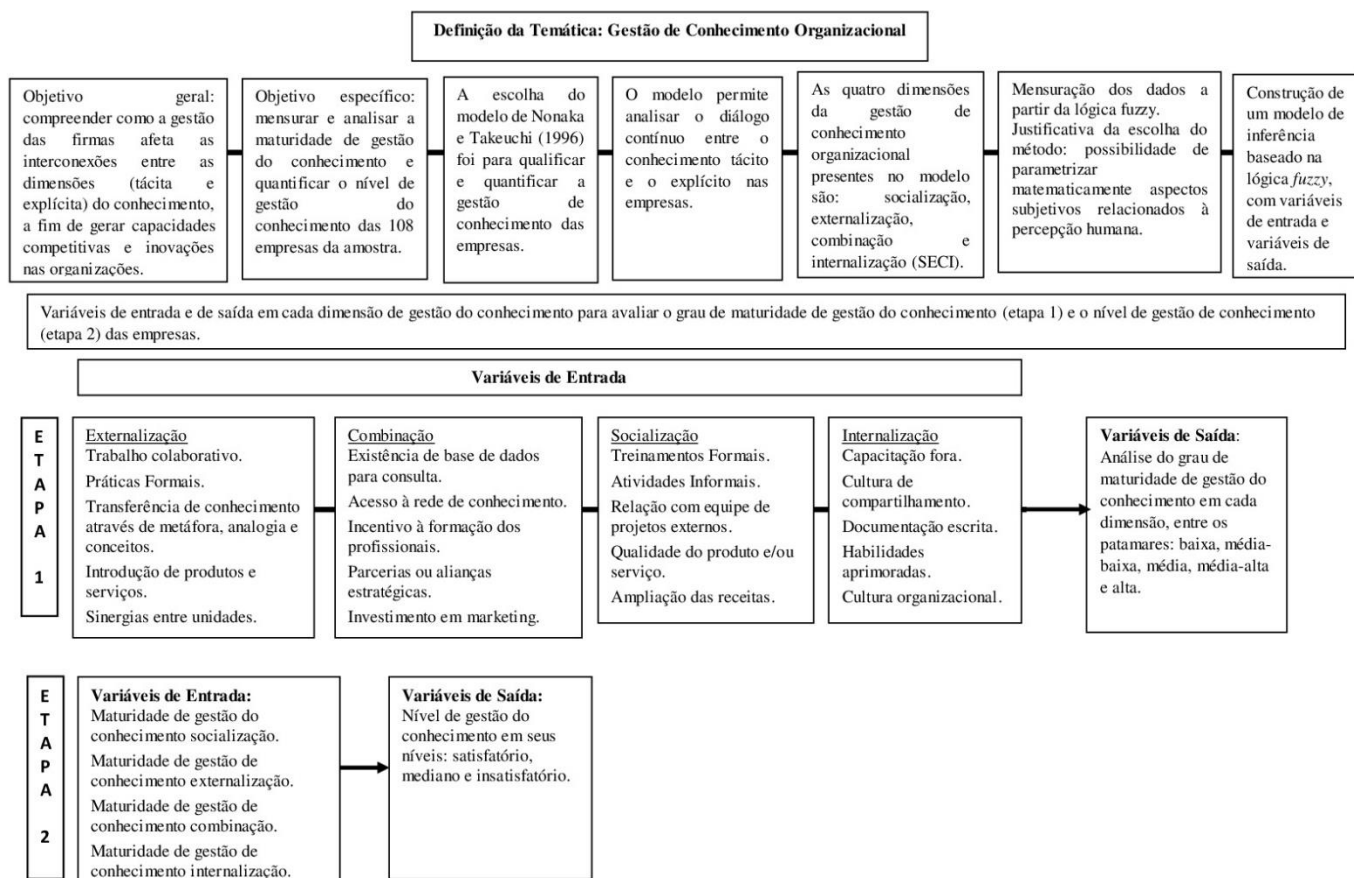 Definição da Temática: Gestão de Conhecimento Organizacional
Objetivo geral:
compreender como a gestão
das firmas afeta as
interconexões entre as
dimensões (tácita e
explícita) do conhecimento,
a fim de gerar capacidades
competitivas e inovações
nas organizações.
Objetivo específico:
mensurar e analisar a
maturidade de gestão
do conhecimento e
quantificar o nível de
gestão do
conhecimento das 108
empresas da amostra.
A escolha do
modelo de Nonaka
e Takeuchi (1996)
foi para qualificar
e quantificar a
gestão de
conhecimento das
empresas.
O modelo permite
analisar o diálogo
contínuo entre o
conhecimento tácito
e o explícito nas
empresas.
As quatro dimensões
da gestão de
conhecimento
organizacional
presentes no modelo
são: socialização,
externalização,
combinação e
internalização (SECI).
Mensuração dos dados a
partir da lógica fuzzy.
Justificativa da escolha do
método: possibilidade de
parametrizar
matematicamente aspectos
subjetivos relacionados à
percepção humana.
Construção de
um modelo de
inferência
baseado na
lógica fuzzy,
com variáveis
de entrada e
variáveis de
saída.
Variáveis de entrada e de saída em cada dimensão de gestão do conhecimento para avaliar o grau de maturidade de gestão do conhecimento (etapa 1) e o nível de gestão de conhecimento
(etapa 2) das empresas.
Variáveis de Entrada
E
T
A
P
A
1
Externalização
Trabalho colaborativo.
Práticas Formais.
Transferência de conhecimento
através de metáfora, analogia e
conceitos.
Introdução de produtos e
serviços.
Sinergias entre unidades.
Combinação
Existência de base de dados
para consulta.
Acesso à rede de conhecimento.
Incentivo à formação dos
profissionais.
Parcerias ou alianças
estratégicas.
Investimento em marketing.
Socialização
Treinamentos Formais.
Atividades Informais.
Relação com equipe de
projetos externos.
Qualidade do produto e/ou
serviço.
Ampliação das receitas.
Internalização
Capacitação fora.
Cultura de
compartilhamento.
Documentação escrita.
Habilidades
aprimoradas.
Cultura organizacional.
Variáveis de Saída:
Análise do grau de
maturidade de gestão do
conhecimento em cada
dimensão, entre os
patamares: baixa, média-
baixa, média, média-alta
e alta.
E
T
A
P
A
2
Variáveis de Entrada:
Maturidade de gestão do
conhecimento socialização.
Maturidade de gestão de
conhecimento externalização.
Maturidade de gestão de
conhecimento combinação.
Maturidade de gestão de
conhecimento internalização.
Variáveis de Saída:
Nível de gestão do
conhecimento em seus
níveis: satisfatório,
mediano e insatisfatório.